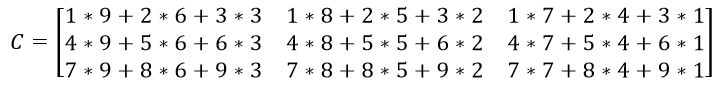 1 * 9 + 2 * 6 + 3 * 3 1 * 8 + 2 * 5 + 3 * 2 1 * 7 + 2 * 4 + 3 * 1
C = [4 * 9 + 5 * 6 + 6 * 3 4 * 8 + 5 * 5 + 6 * 2 4 * 7 + 5 * 4 + 6 * 1]
7 * 9 + 8 * 6 + 9 * 3 7 * 8 + 8 * 5 + 9 * 2 7 * 7 + 8 * 4 + 9 * 1